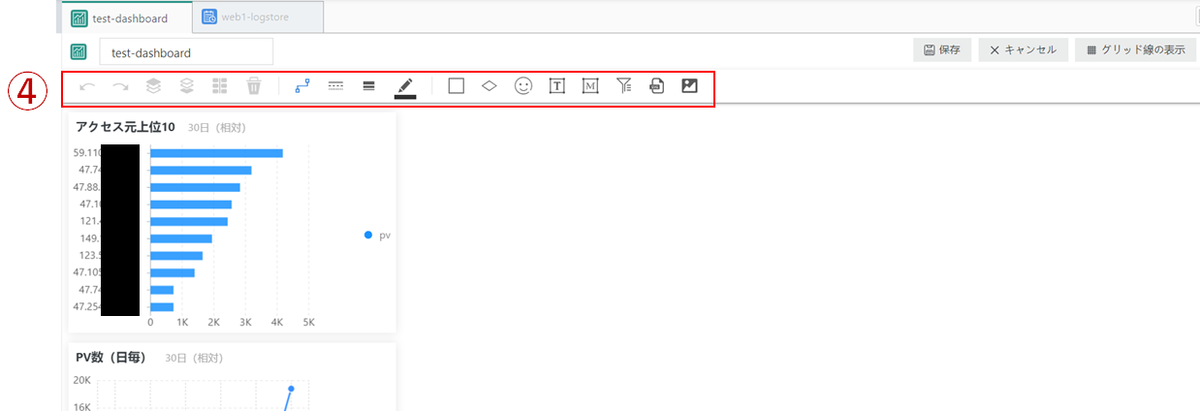 test-dashboard
web1-logstore
test-dashboard
保存
キャンセル
グリッド線の表示
④
T
M
アクセス元上位10 30日（相対）
59.110
47.74
47.88.
47.10
121.4
149.
123.5
47.105
47.74
47.254
pv
0 1K 2K 3K 4K 5K
PV数（日毎） 30日（相対）
20K
16K